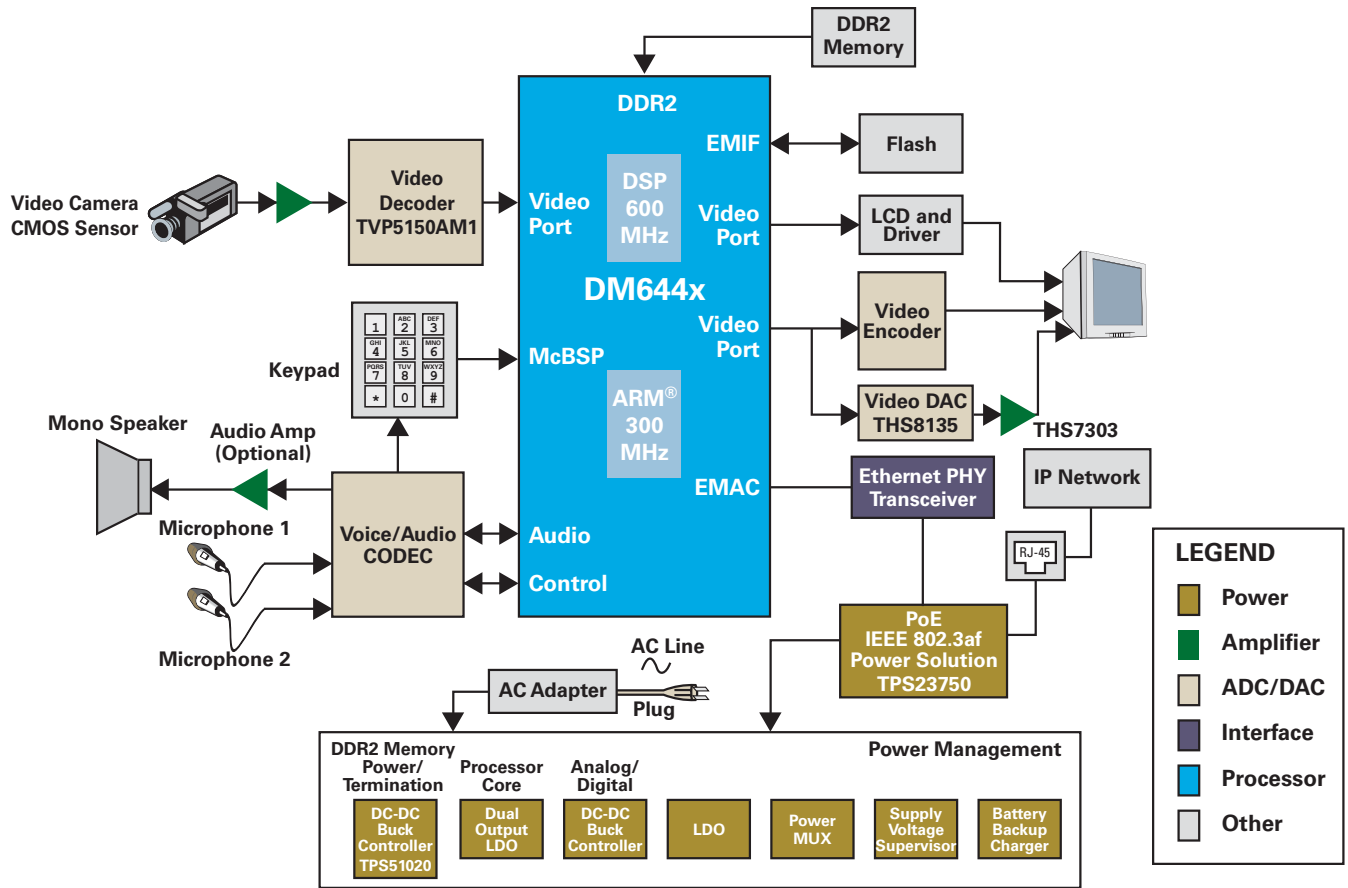 DDR2
Memory
DDR2
EMIF
Flash
Video Camera
CMOS Sensor
Video
Decoder
TVP5150AM1
Video
Port
DSP
600
MHz
Video
Port
LCD and
Driver
DM644x
Video
Port
Video
Encoder
Keypad
1
ABC
2
DEF
3
GHI
4
JKL
5
MNO
6
PQRS
7
TUV
8
WXYZ
9
*
0
#
McBSP
ARM®
300
MHz
Video DAC
THS8135
THS7303
Mono Speaker
Audio Amp
(Optional)
EMAC
Ethernet PHY
Transceiver
IP Network
RJ-45
Microphone 1
Voice/Audio
CODEC
Audio
Control
Microphone 2
PoE
IEEE 802.3af
Power Solution
TPS23750
AC Line
AC Adapter
Plug
DDR2 Memory
Power/
Termination
Processor
Core
Analog/
Digital
Power Management
DC-DC
Buck
Controller
TPS51020
Dual
Output
LDO
DC-DC
Buck
Controller
LDO
Power
MUX
Supply
Voltage
Supervisor
Battery
Backup
Charger
LEGEND
Power
Amplifier
ADC/DAC
Interface
Processor
Other